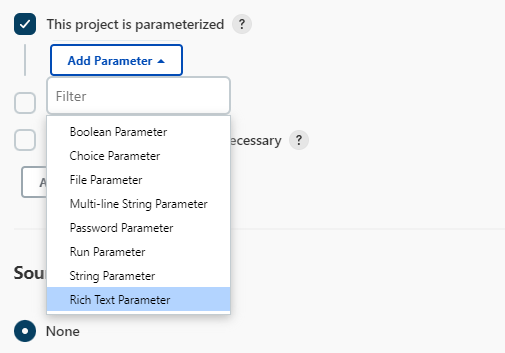 This project is parameterized ?
Add Parameter
Filter
Boolean Parameter
Choice Parameter
File Parameter
ecessary ?
Multi-line String Parameter
Password Parameter
Run Parameter
String Parameter
Sou
Rich Text Parameter
None